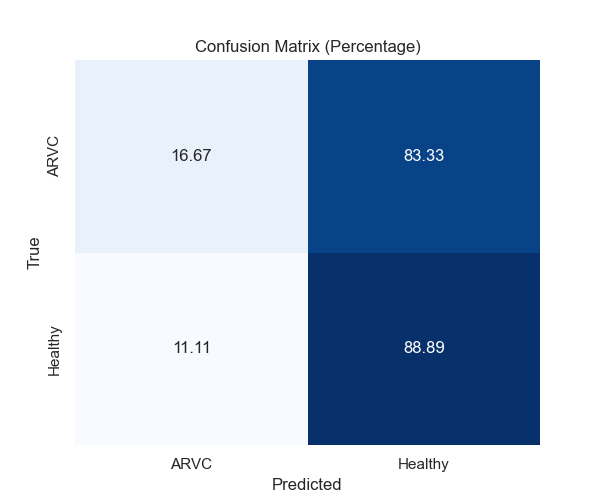 Confusion Matrix (Percentage)
True
ARVC
16.67
83.33
Healthy
11.11
88.89
ARVC
Healthy
Predicted